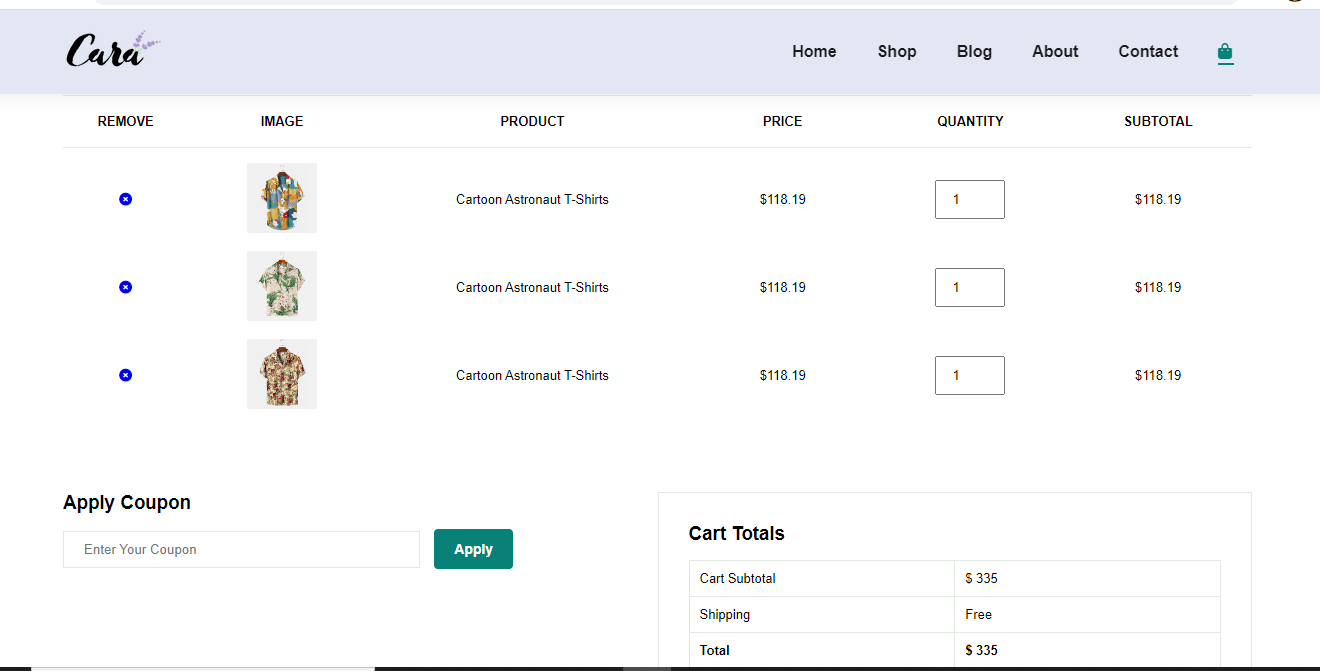 Cara
Home Shop Blog About Contact
REMOVE IMAGE PRODUCT PRICE QUANTITY SUBTOTAL
Cartoon Astronaut T-Shirts $118.19 1 $118.19
Cartoon Astronaut T-Shirts $118.19 1 $118.19
Cartoon Astronaut T-Shirts $118.19 1 $118.19
Apply Coupon
Enter Your Coupon Apply
Cart Totals
Cart Subtotal $ 335
Shipping Free
Total $ 335